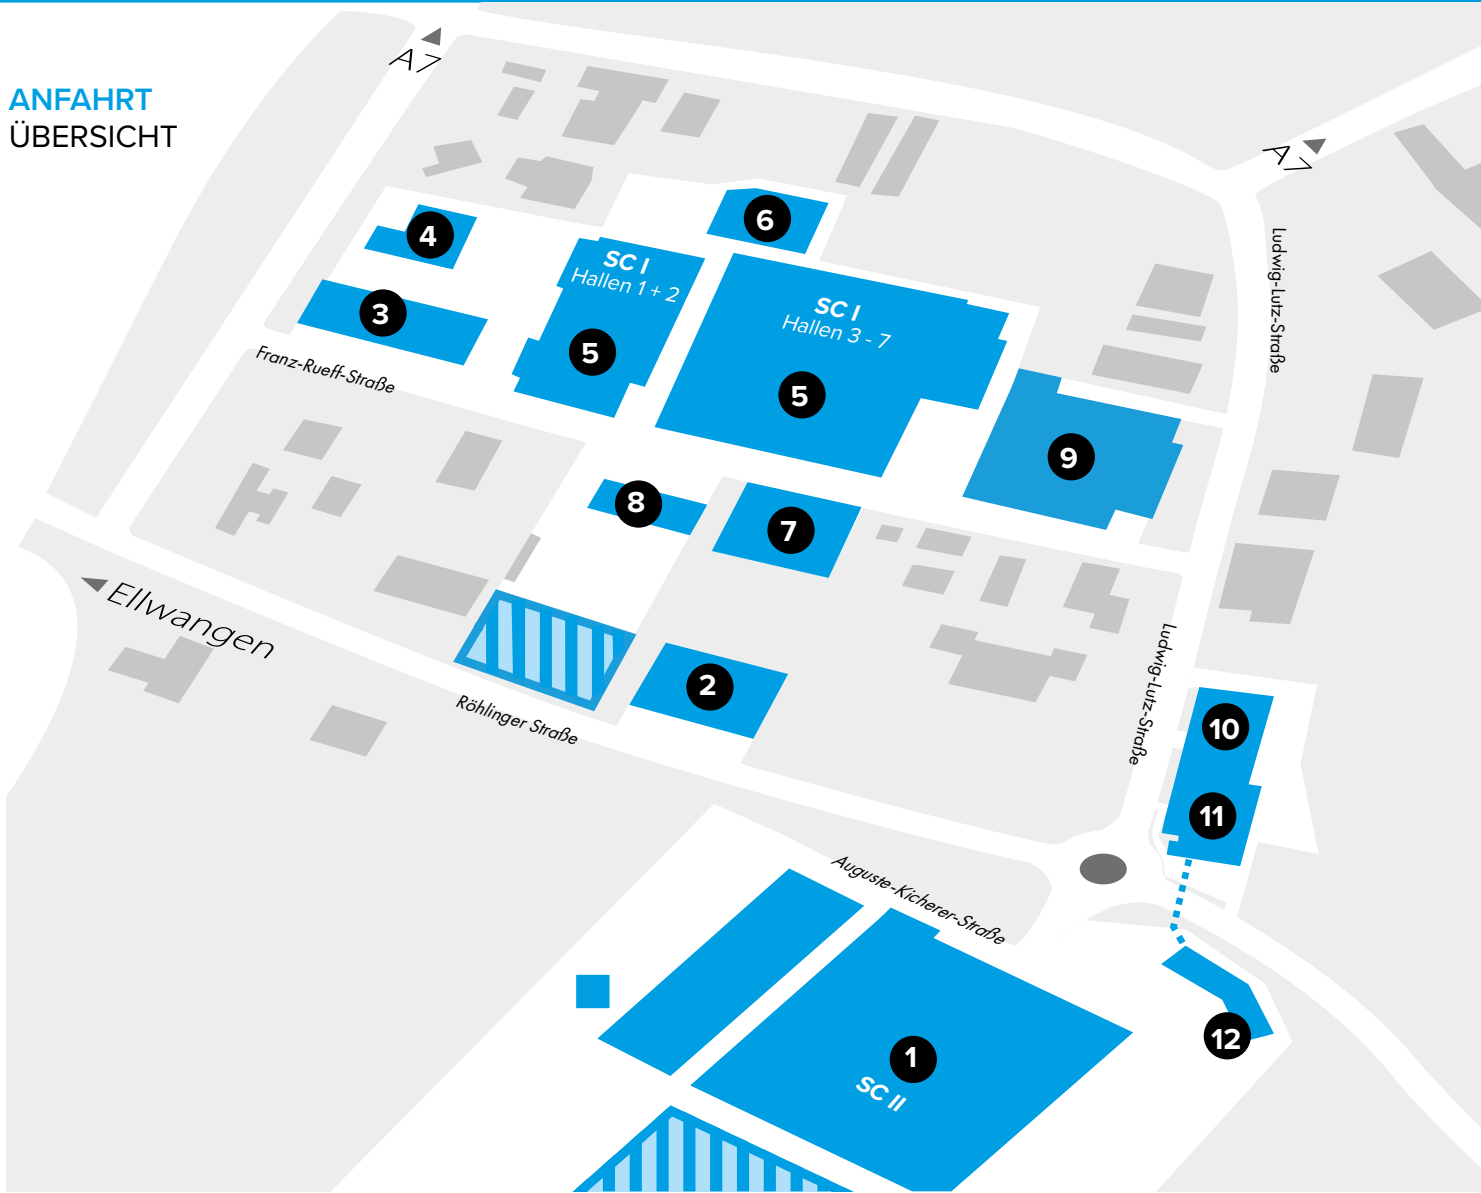 ANFAHRT
ÜBERSICHT
A7
A7
Ludwig-Lutz-Straße
4
6
SC I
Hallen 1 + 2
SC I
Hallen 3 - 7
3
5
5
Franz-Rueff-Straße
9
8
7
Ellwangen
Ludwig-Lutz-Straße
2
Röhlinger Straße
10
11
Auguste-Kicherer-Straße
12
1
SC II